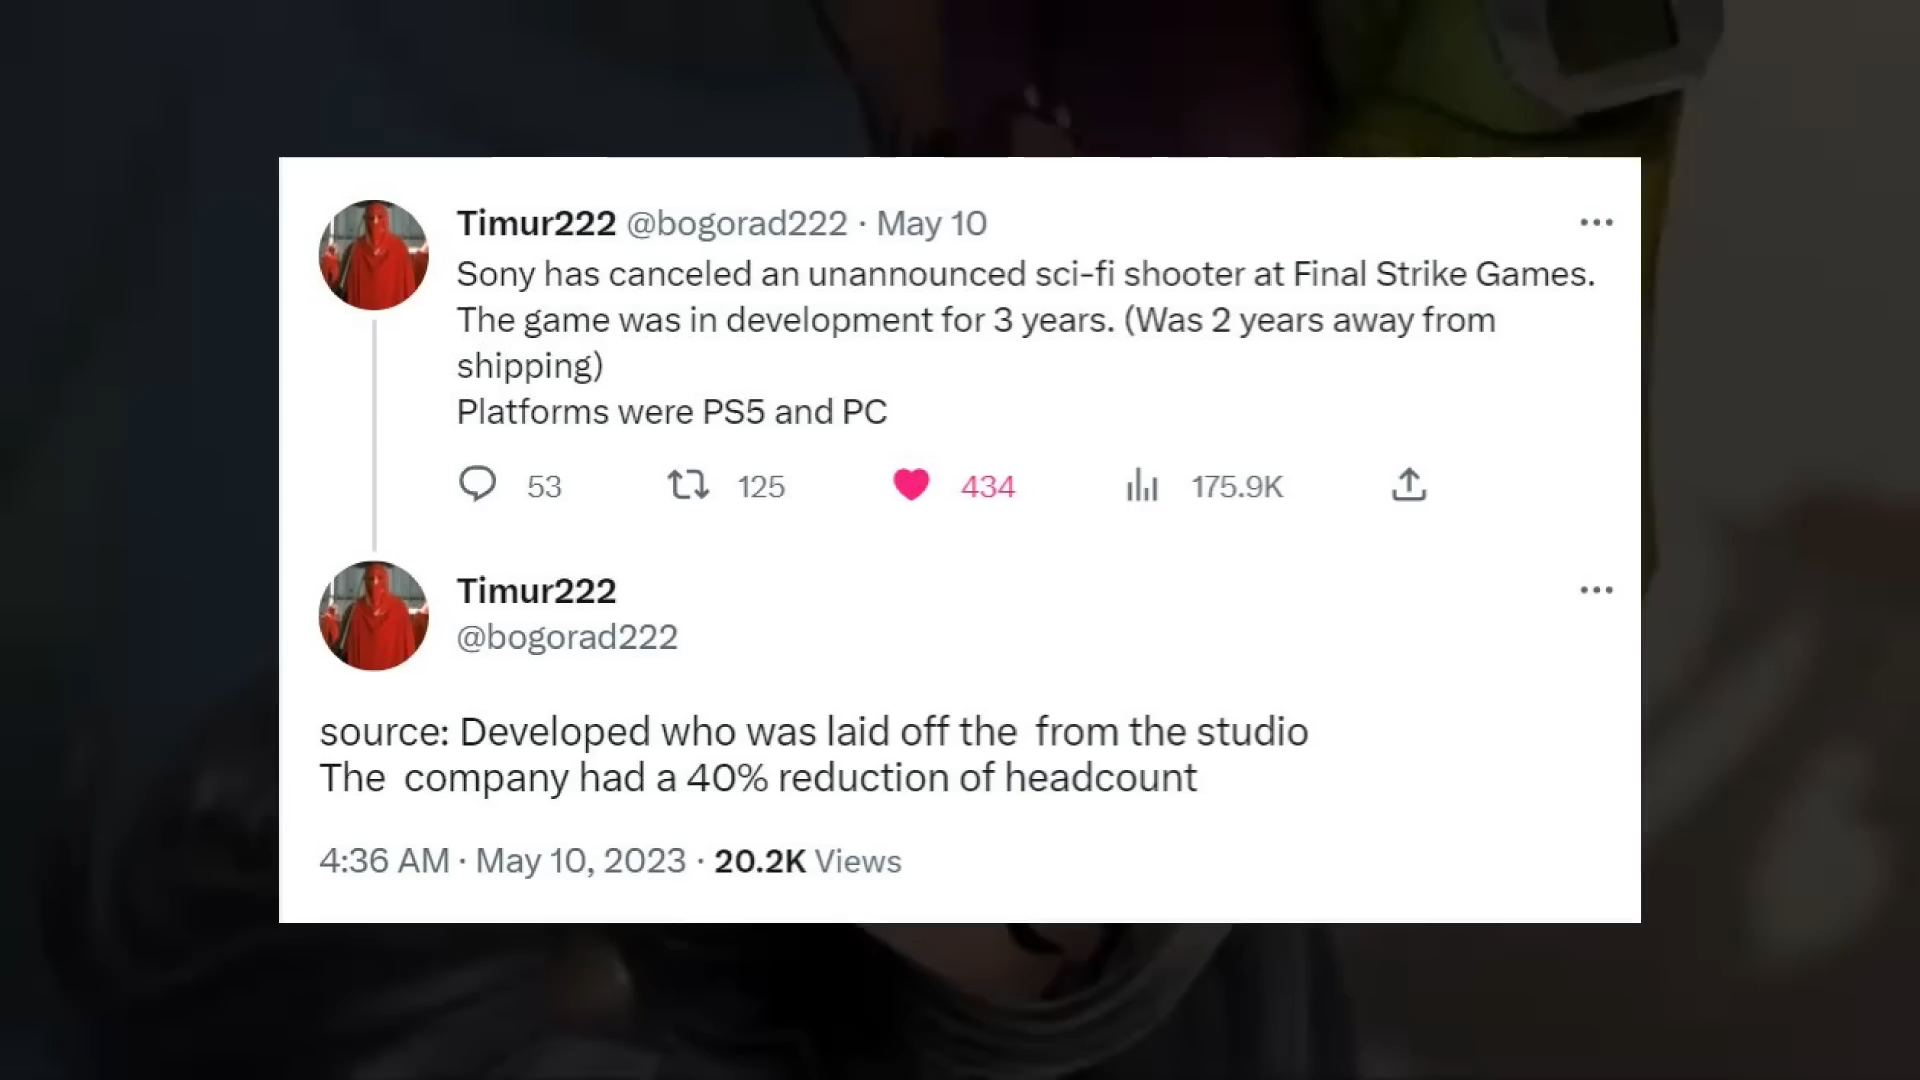 Timur222 @bogorad222 · May 10
Sony has canceled an unannounced sci-fi shooter at Final Strike Games.
The game was in development for 3 years. (Was 2 years away from
shipping)
Platforms were PS5 and PC
53 125 434 175.9K
Timur222
@bogorad222
source: Developed who was laid off the from the studio
The company had a 40% reduction of headcount
4:36 AM · May 10, 2023 · 20.2K Views